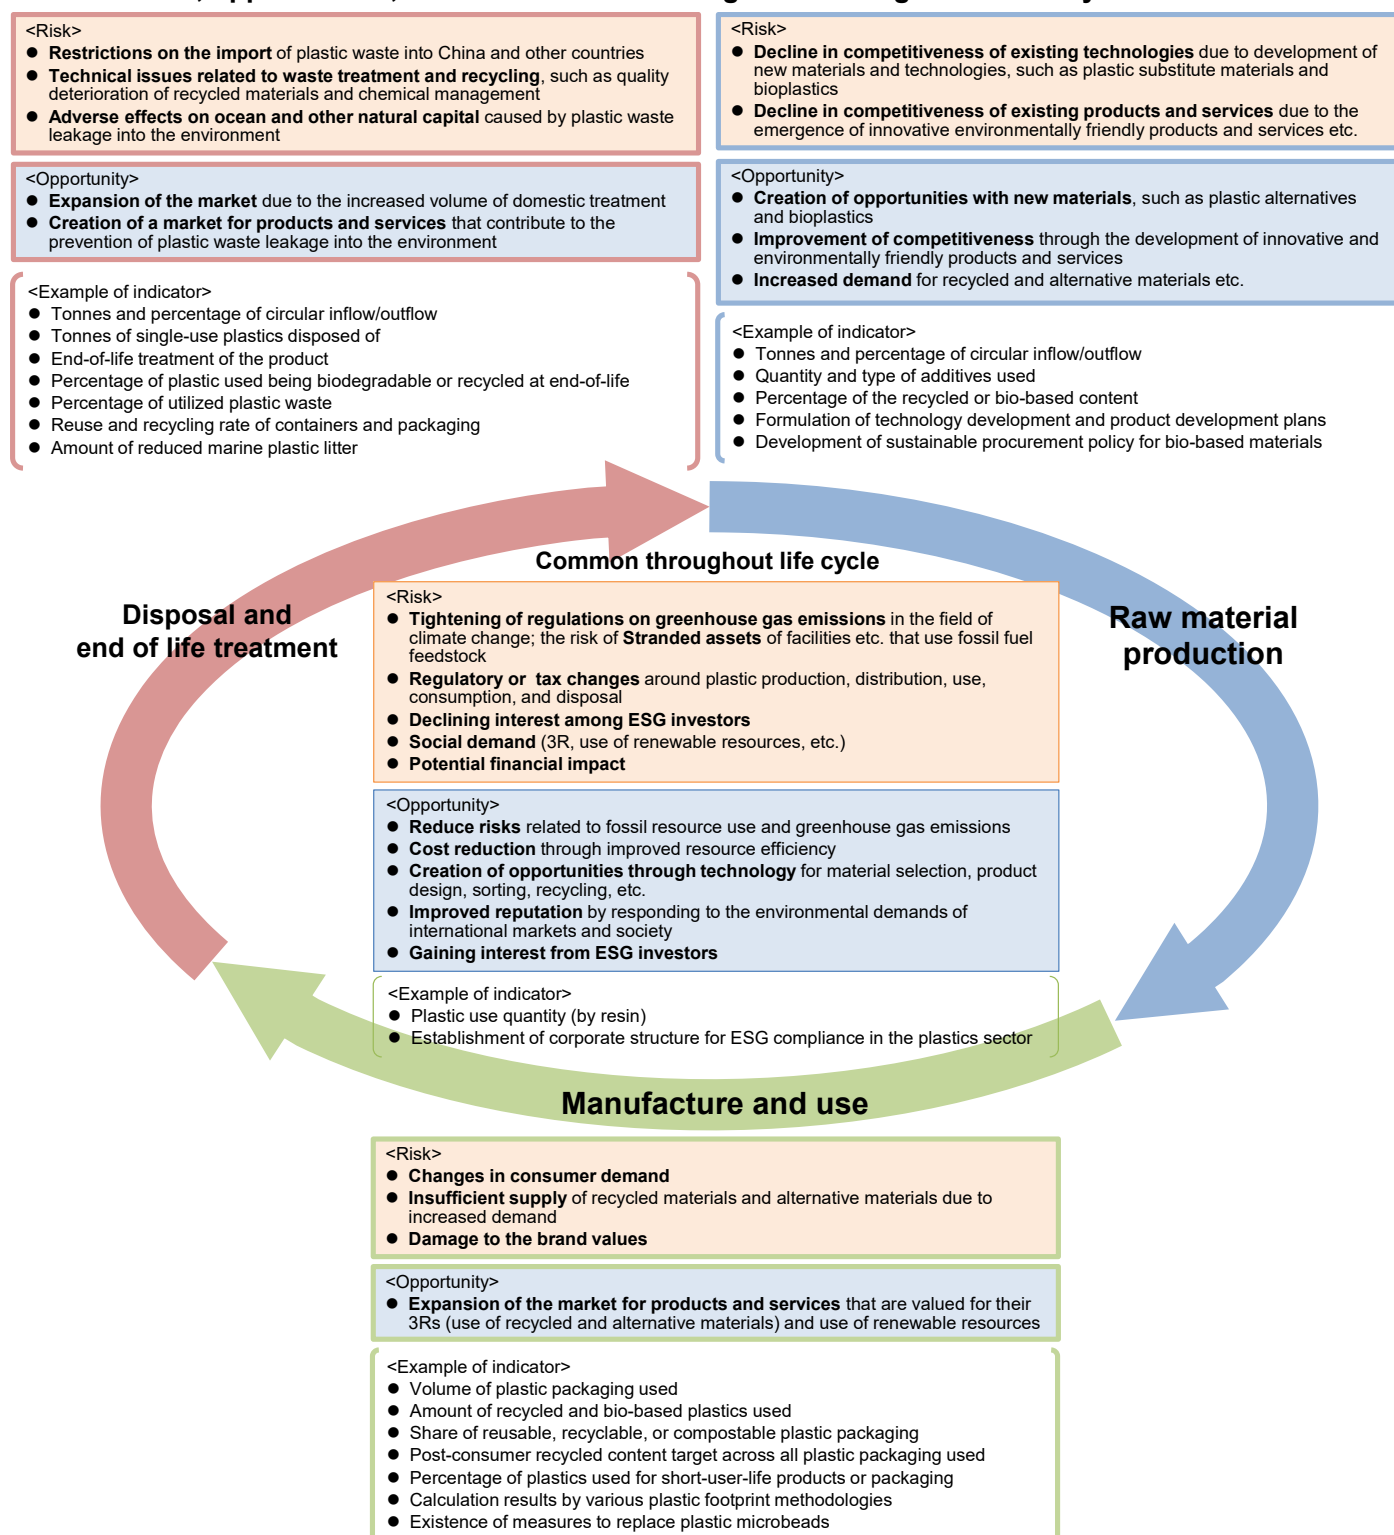 <Risk>
● Restrictions on the import of plastic waste into China and other countries
● Technical issues related to waste treatment and recycling, such as quality
deterioration of recycled materials and chemical management
● Adverse effects on ocean and other natural capital caused by plastic waste
leakage into the environment
<Opportunity>
● Expansion of the market due to the increased volume of domestic treatment
● Creation of a market for products and services that contribute to the
prevention of plastic waste leakage into the environment
<Example of indicator>
● Tonnes and percentage of circular inflow/outflow
● Tonnes of single-use plastics disposed of
● End-of-life treatment of the product
● Percentage of plastic used being biodegradable or recycled at end-of-life
● Percentage of utilized plastic waste
● Reuse and recycling rate of containers and packaging
● Amount of reduced marine plastic litter
<Risk>
● Decline in competitiveness of existing technologies due to development of
new materials and technologies, such as plastic substitute materials and
bioplastics
● Decline in competitiveness of existing products and services due to the
emergence of innovative environmentally friendly products and services etc.
<Opportunity>
● Creation of opportunities with new materials, such as plastic alternatives
and bioplastics
● Improvement of competitiveness through the development of innovative and
environmentally friendly products and services
● Increased demand for recycled and alternative materials etc.
<Example of indicator>
● Tonnes and percentage of circular inflow/outflow
● Quantity and type of additives used
● Percentage of the recycled or bio-based content
● Formulation of technology development and product development plans
● Development of sustainable procurement policy for bio-based materials
Disposal and
end of life treatment
Common throughout life cycle
<Risk>
● Tightening of regulations on greenhouse gas emissions in the field of
climate change; the risk of Stranded assets of facilities etc. that use fossil fuel
feedstock
● Regulatory or tax changes around plastic production, distribution, use,
consumption, and disposal
● Declining interest among ESG investors
● Social demand (3R, use of renewable resources, etc.)
● Potential financial impact
<Opportunity>
● Reduce risks related to fossil resource use and greenhouse gas emissions
● Cost reduction through improved resource efficiency
● Creation of opportunities through technology for material selection, product
design, sorting, recycling, etc.
● Improved reputation by responding to the environmental demands of
international markets and society
● Gaining interest from ESG investors
<Example of indicator>
● Plastic use quantity (by resin)
● Establishment of corporate structure for ESG compliance in the plastics sector
Raw material
production
Manufacture and use
<Risk>
● Changes in consumer demand
● Insufficient supply of recycled materials and alternative materials due to
increased demand
● Damage to the brand values
<Opportunity>
● Expansion of the market for products and services that are valued for their
3Rs (use of recycled and alternative materials) and use of renewable resources
<Example of indicator>
● Volume of plastic packaging used
● Amount of recycled and bio-based plastics used
● Share of reusable, recyclable, or compostable plastic packaging
● Post-consumer recycled content target across all plastic packaging used
● Percentage of plastics used for short-user-life products or packaging
● Calculation results by various plastic footprint methodologies
● Existence of measures to replace plastic microbeads